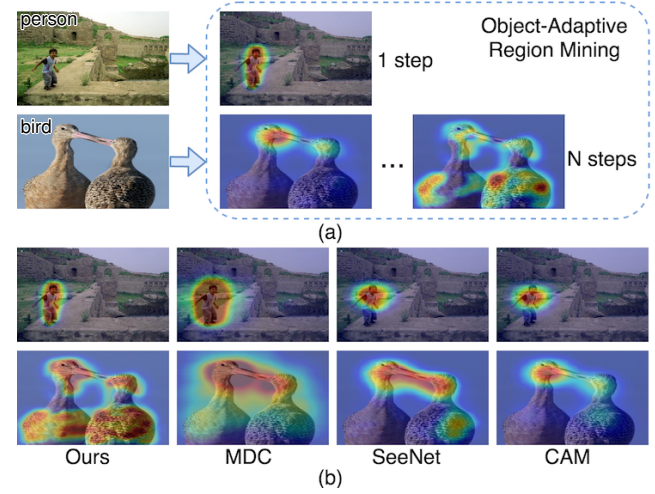 person
Object-Adaptive
Region Mining
1 step
bird
...
N steps
(a)
Ours
MDC
SeeNet
CAM
(b)